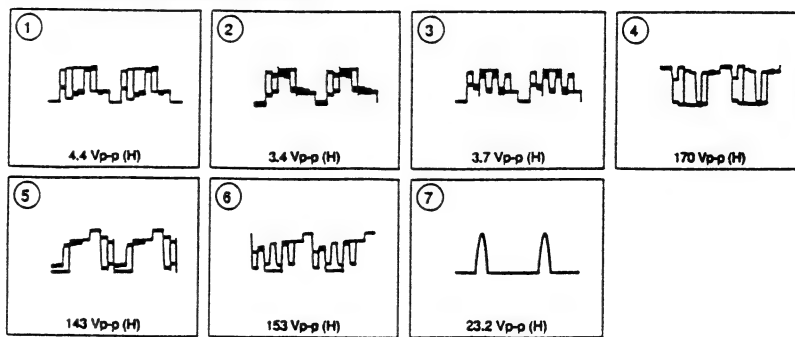 1
2
3
4
4.4 Vp-p (H)
3.4 Vp-p (H)
3.7 Vp-p (H)
170 Vp-p (H)
5
6
7
143 Vp-p (H)
153 Vp-p (H)
23.2 Vp-p (H)